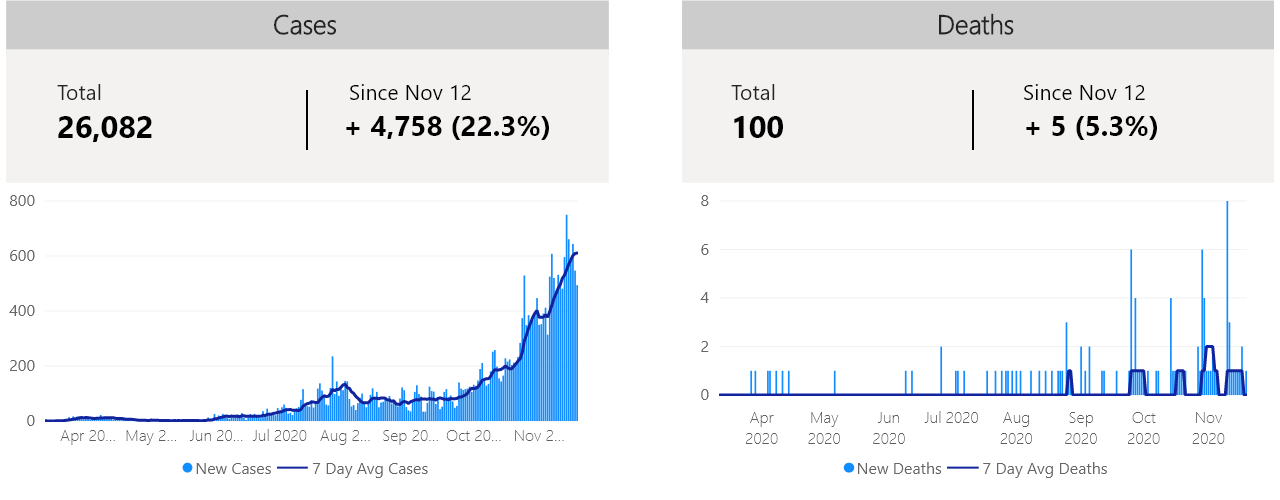 Cases
Total
Since Nov 12
26,082
+ 4,758 (22.3%)
800
600
400
200
0
Apr 20... May 2... Jun 20... Jul 2020 Aug 2... Sep 20... Oct 20... Nov 2...
New Cases 7 Day Avg Cases
Deaths
Total
Since Nov 12
100
+ 5 (5.3%)
8
6
4
2
0
Apr 2020 May 2020 Jun 2020 Jul 2020 Aug 2020 Sep 2020 Oct 2020 Nov 2020
New Deaths 7 Day Avg Deaths